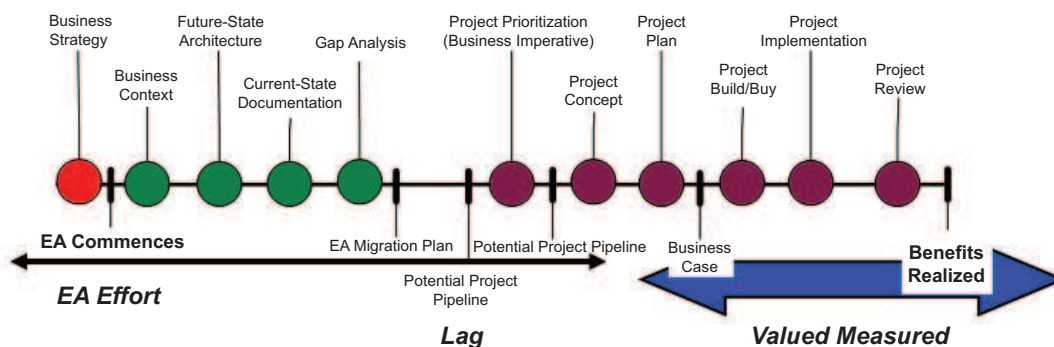 Business
Strategy
Business
Context
Future-State
Architecture
Current-State
Documentation
Gap Analysis
Project Prioritization
(Business Imperative)
Project
Concept
Project
Plan
Project
Build/Buy
Project
Implementation
Project
Review
EA Commences
EA Migration Plan
Potential Project
Pipeline
Potential Project Pipeline
Business
Case
Benefits
Realized
EA Effort
Lag
Valued Measured